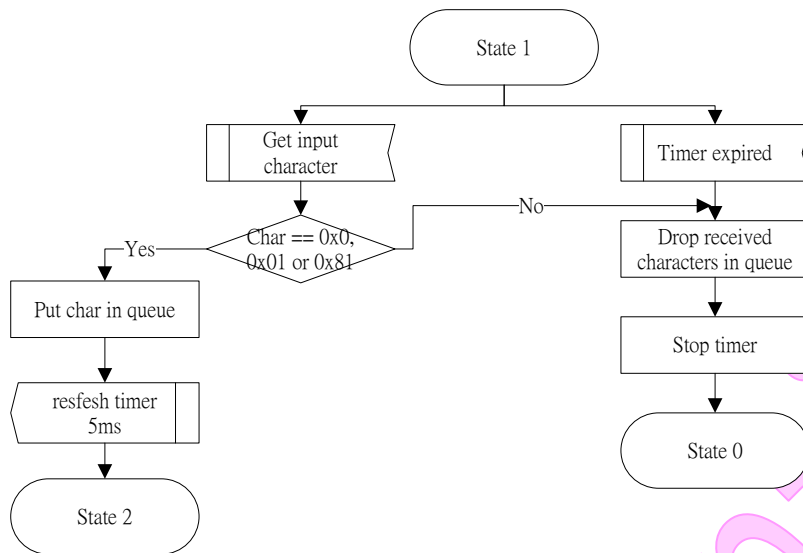 State 1
Get input
character
Timer expired
No
Char == 0x0,
0x01 or 0x81
Yes
Drop received
characters in queue
Put char in queue
Stop timer
resfesh timer
5ms
State 0
State 2